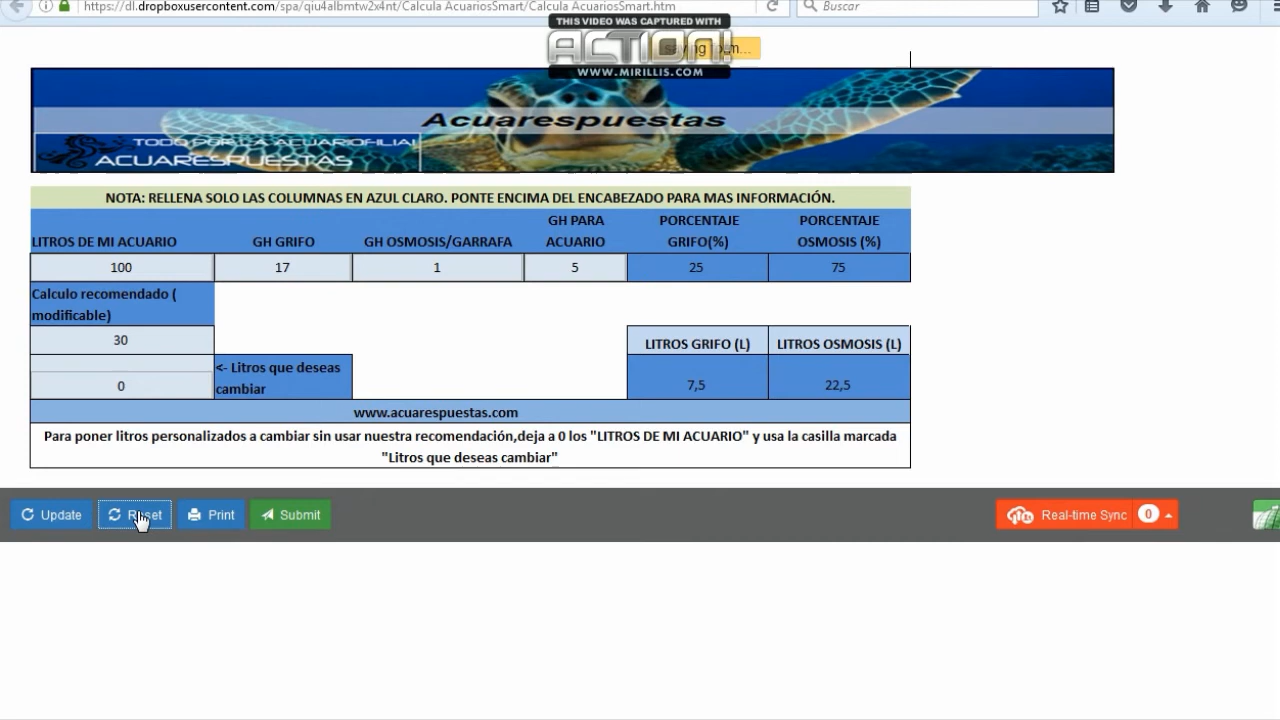 https://dl.dropboxusercontent.com/spa/qiu4albmtw2x4nt/Calcula AcuariosSmart/Calcula AcuariosSmart.htm
Buscar
THIS VIDEO WAS CAPTURED WITH
ACTION!
WWW.MIRILLIS.COM
Acuarespuestas
TODO POR LA ACUARIOFILIA!
ACUARESPUESTAS
NOTA: RELLENA SOLO LAS COLUMNAS EN AZUL CLARO. PONTE ENCIMA DEL ENCABEZADO PARA MAS INFORMACIÓN.
LITROS DE MI ACUARIO
GH GRIFO
GH OSMOSIS/GARRAFA
GH PARA
ACUARIO
PORCENTAJE
GRIFO(%)
PORCENTAJE
OSMOSIS (%)
100 17 1 5 25 75
Calculo recomendado (
modificable)
30
LITROS GRIFO (L) LITROS OSMOSIS (L)
<- Litros que deseas
cambiar
0
7,5 22,5
www.acuarespuestas.com
Para poner litros personalizados a cambiar sin usar nuestra recomendación,deja a 0 los "LITROS DE MI ACUARIO" y usa la casilla marcada
"Litros que deseas cambiar"
Update Reset Print Submit Real-time Sync 0